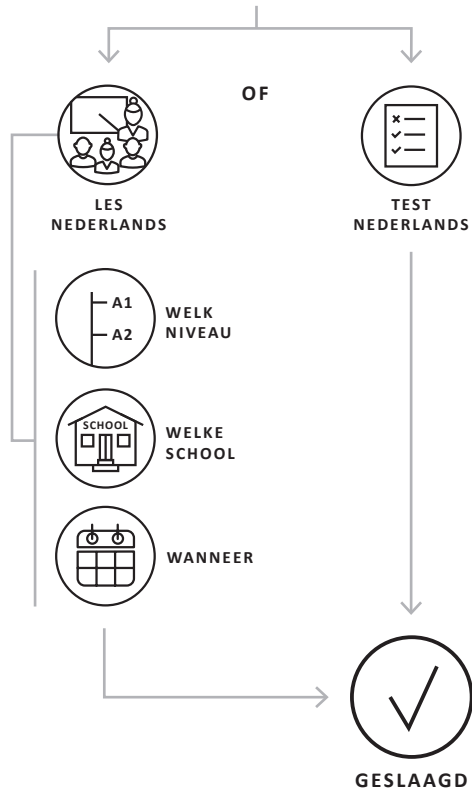 OF
LES
NEDERLANDS
TEST
NEDERLANDS
A1
A2
WELK
NIVEAU
SCHOOL
WELKE
SCHOOL
WANNEER
GESLAAGD